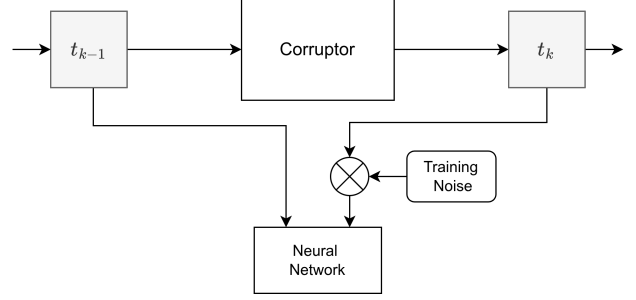 t_{k−1}
Corruptor
t_k
Training
Noise
Neural
Network